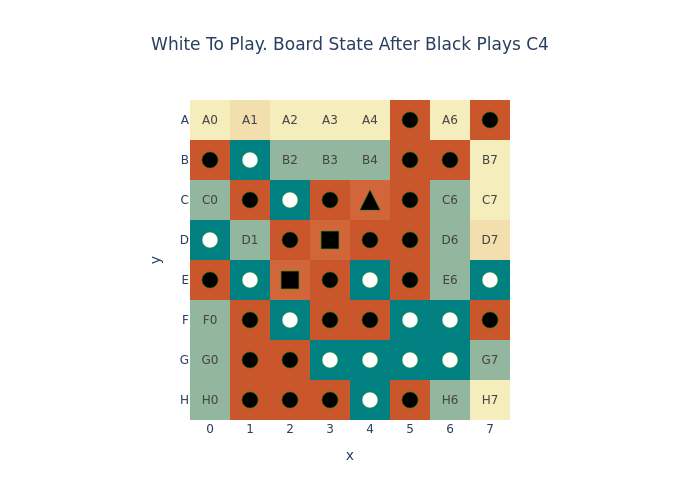 White To Play. Board State After Black Plays C4
A A0 A1 A2 A3 A4 A6
B B2 B3 B4 B7
C C0 C6 C7
D D1 D6 D7
y
E E6
F F0
G G0 G7
H H0 H6 H7
0 1 2 3 4 5 6 7
x